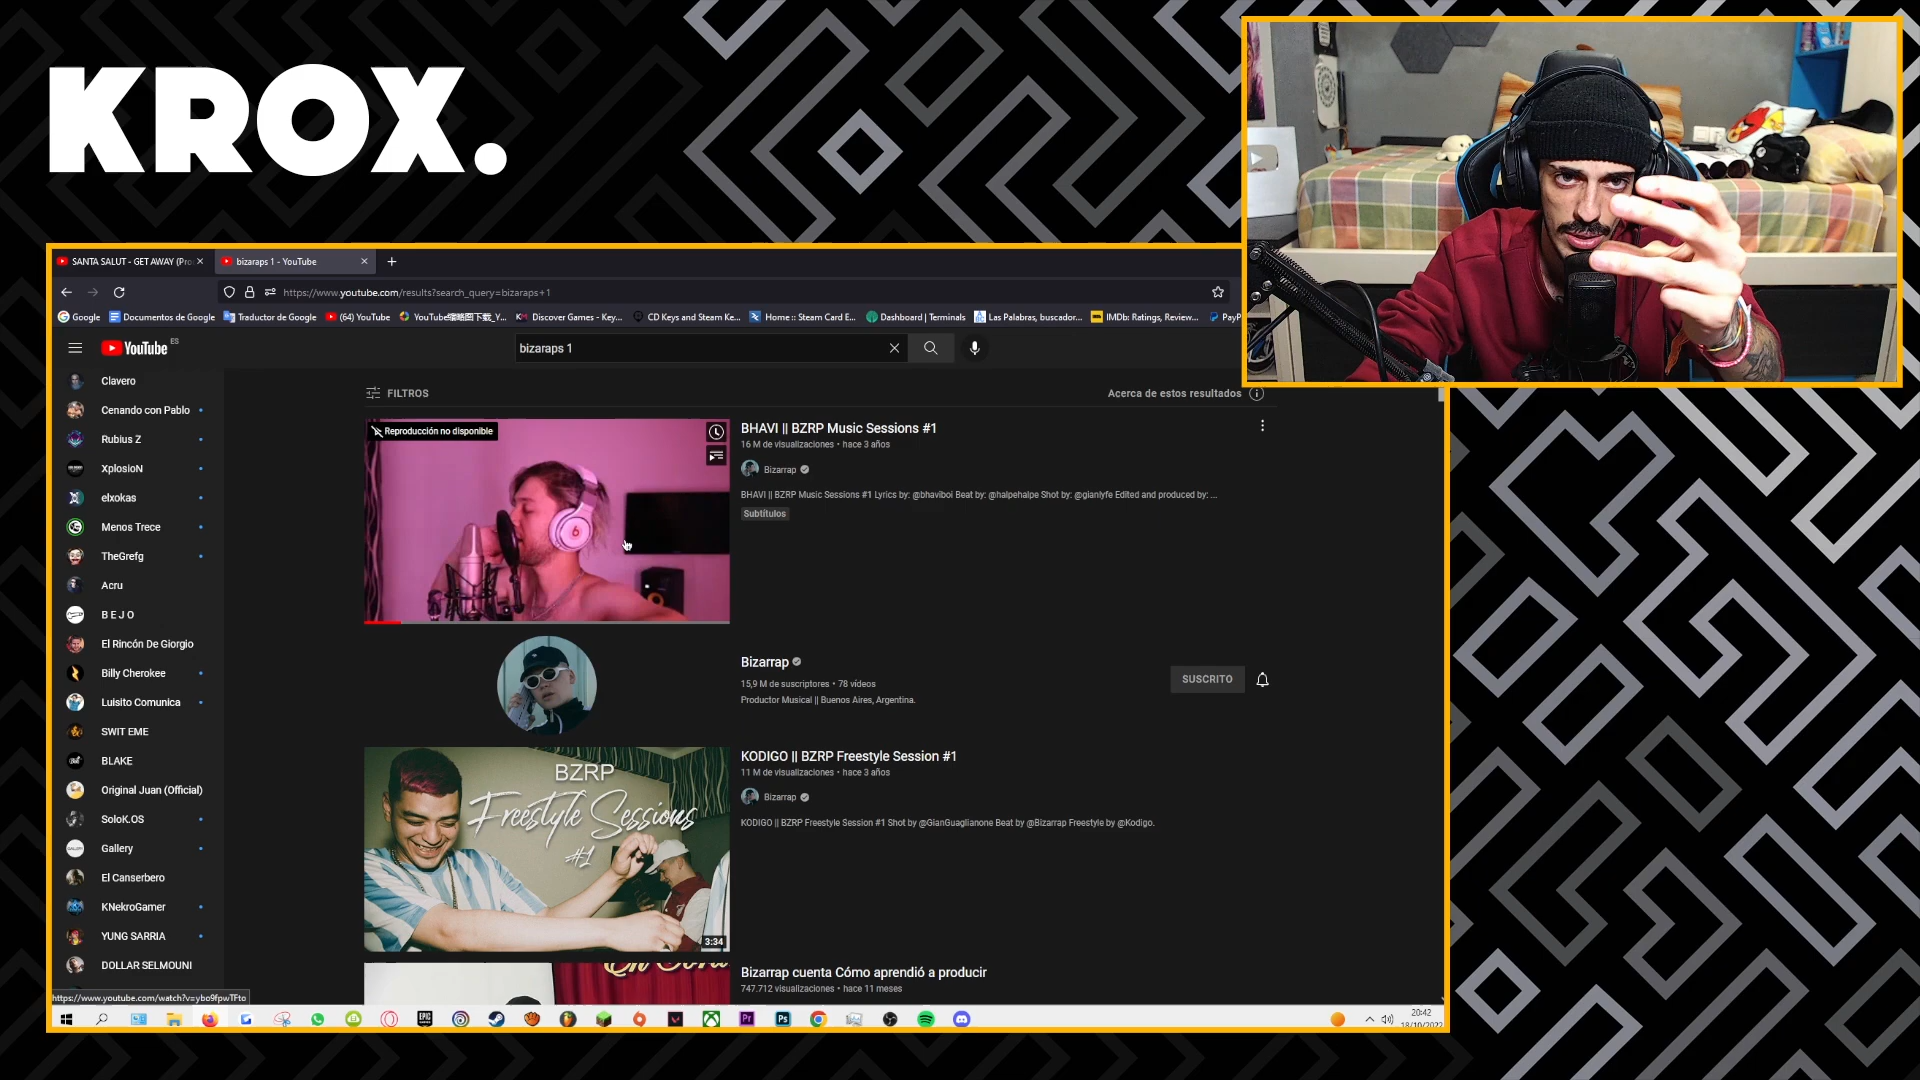 KROX.
SANTA SALUT - GET AWAY (Pro
bizaraps 1 - YouTube
https://www.youtube.com/results?search_query=bizaraps+1
Google
Documentos de Google
Traductor de Google
(64) YouTube
Discover Games - Key...
CD Keys and Steam Ke...
Home :: Steam Card E...
Dashboard | Terminals
Las Palabras, buscador...
IMDb: Ratings, Review...
PayP
YouTube ES
bizaraps 1
Clavero
Cenando con Pablo
Rubius Z
XplosioN
elxokas
Menos Trece
TheGrefg
Acru
B E J O
El Rincón De Giorgio
Billy Cherokee
Luisito Comunica
SWIT EME
BLAKE
Original Juan (Official)
SoloK.OS
Gallery
El Canserbero
KNekroGamer
YUNG SARRIA
DOLLAR SELMOUNI
FILTROS
Acerca de estos resultados
Reproducción no disponible
BHAVI || BZRP Music Sessions #1
16 M de visualizaciones • hace 3 años
Bizarrap
BHAVI || BZRP Music Sessions #1 Lyrics by: @bhaviboi Beat by: @halpehalpe Shot by: @gianlyfe Edited and produced by: ...
Subtítulos
Bizarrap
15,9 M de suscriptores • 78 vídeos
Productor Musical || Buenos Aires, Argentina.
SUSCRITO
BZRP
Freestyle Sessions
#1
3:34
KODIGO || BZRP Freestyle Session #1
11 M de visualizaciones • hace 3 años
Bizarrap
KODIGO || BZRP Freestyle Session #1 Shot by @GianGuaglianone Beat by @Bizarrap Freestyle by @Kodigo.
Bizarrap cuenta Cómo aprendió a producir
747.712 visualizaciones • hace 11 meses
https://www.youtube.com/watch?v=ybo9fpwTFto
20:42